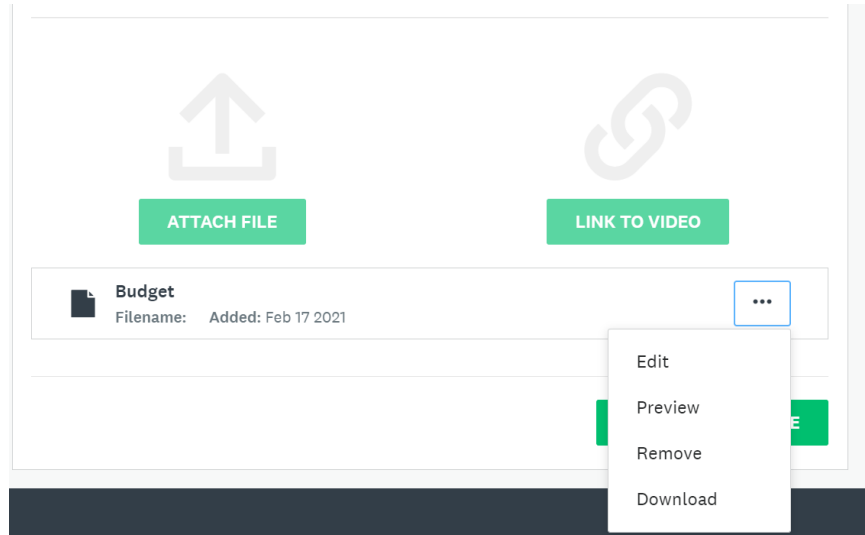 ATTACH FILE
LINK TO VIDEO
Budget
Filename: Added: Feb 17 2021
Edit
Preview
Remove
Download